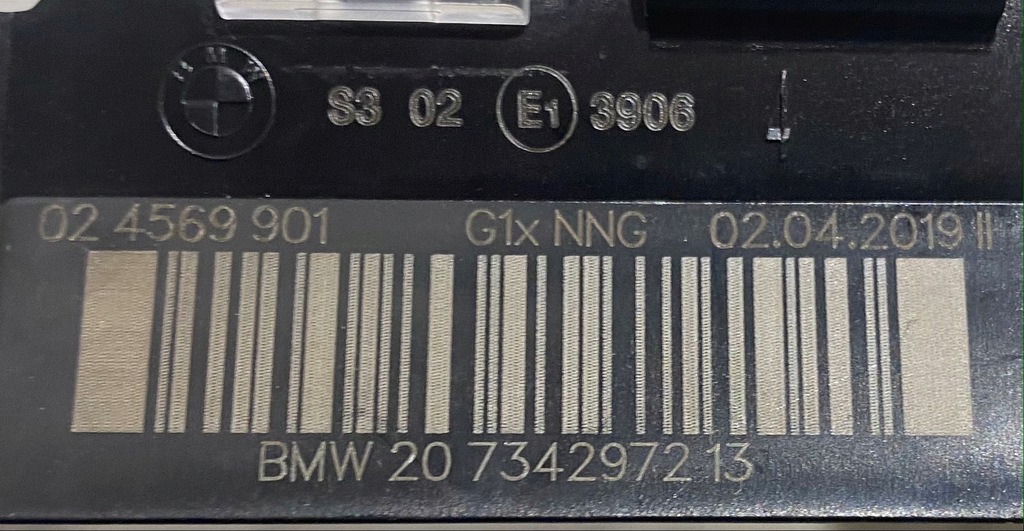 S3 02 E1 3906
02 4569 901 G1x NNG 02.04.2019 II
BMW 20 7342972 13